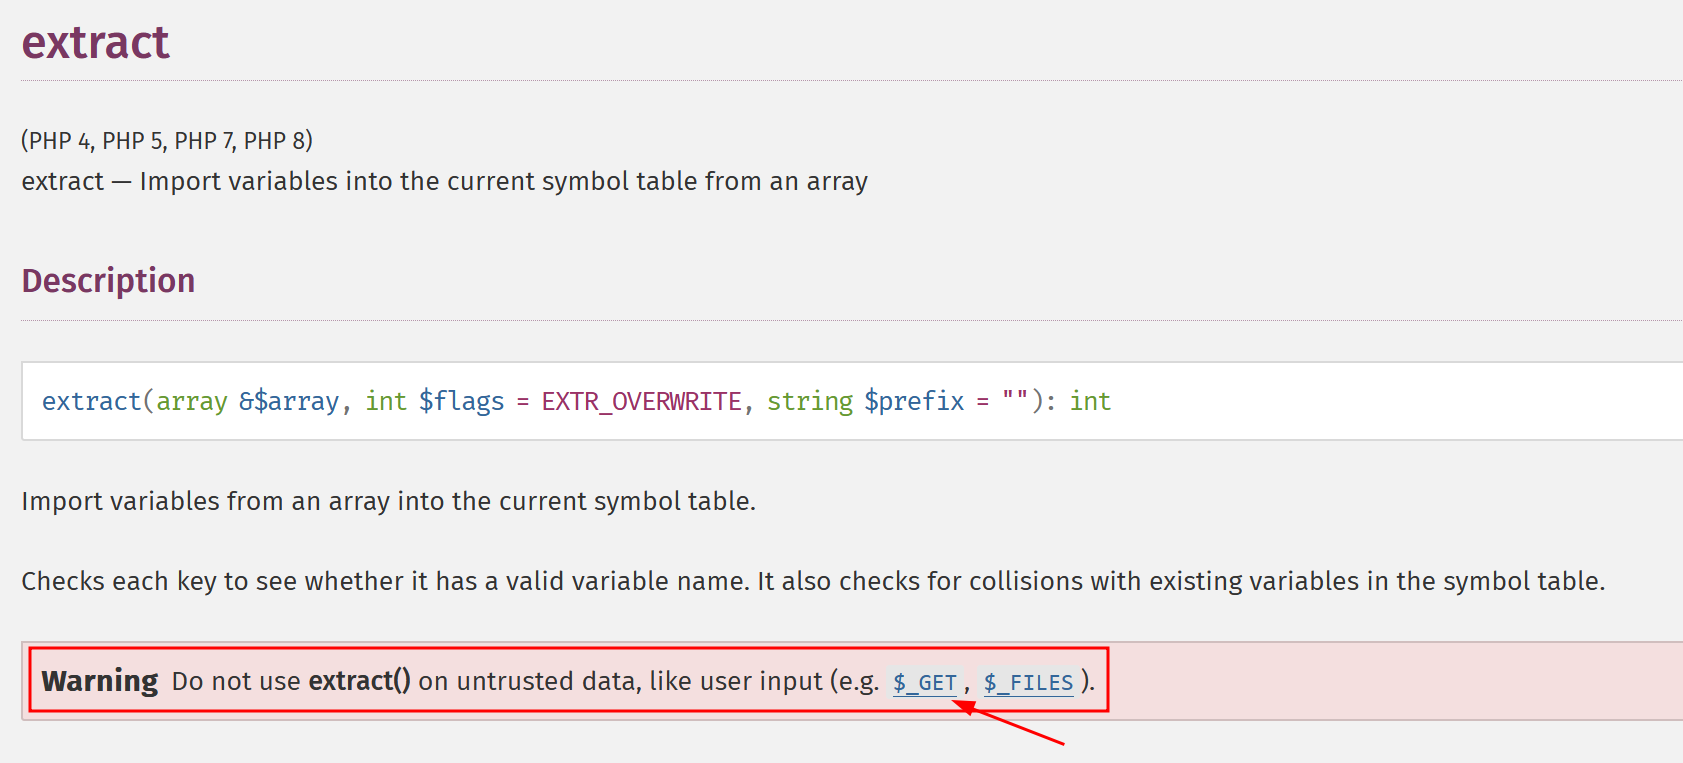 extract
(PHP 4, PHP 5, PHP 7, PHP 8)
extract — Import variables into the current symbol table from an array
Description
extract(array &$array, int $flags = EXTR_OVERWRITE, string $prefix = ""): int
Import variables from an array into the current symbol table.
Checks each key to see whether it has a valid variable name. It also checks for collisions with existing variables in the symbol table.
Warning Do not use extract() on untrusted data, like user input (e.g. $_GET, $_FILES).